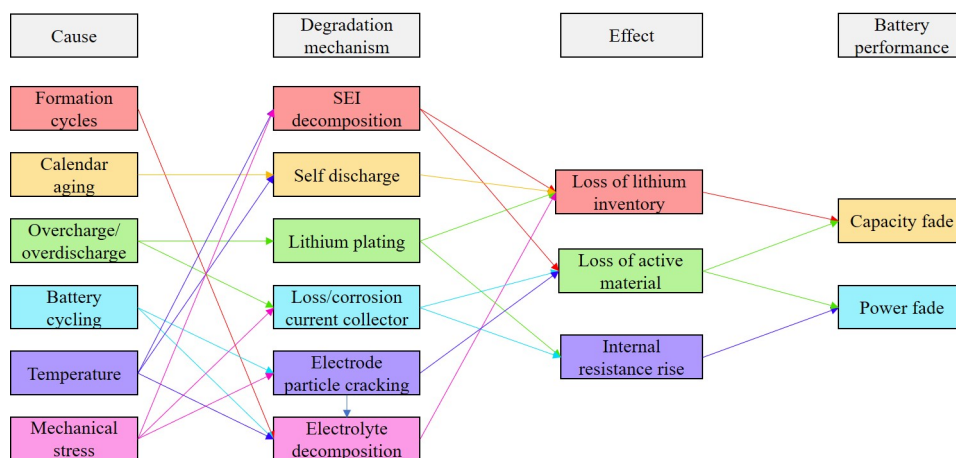 Cause
Degradation
mechanism
Effect
Battery
performance
Formation
cycles
SEI
decomposition
Calendar
aging
Self discharge
Loss of lithium
inventory
Capacity fade
Overcharge/
overdischarge
Lithium plating
Loss of active
material
Battery
cycling
Loss/corrosion
current collector
Power fade
Temperature
Electrode
particle cracking
Internal
resistance rise
Mechanical
stress
Electrolyte
decomposition